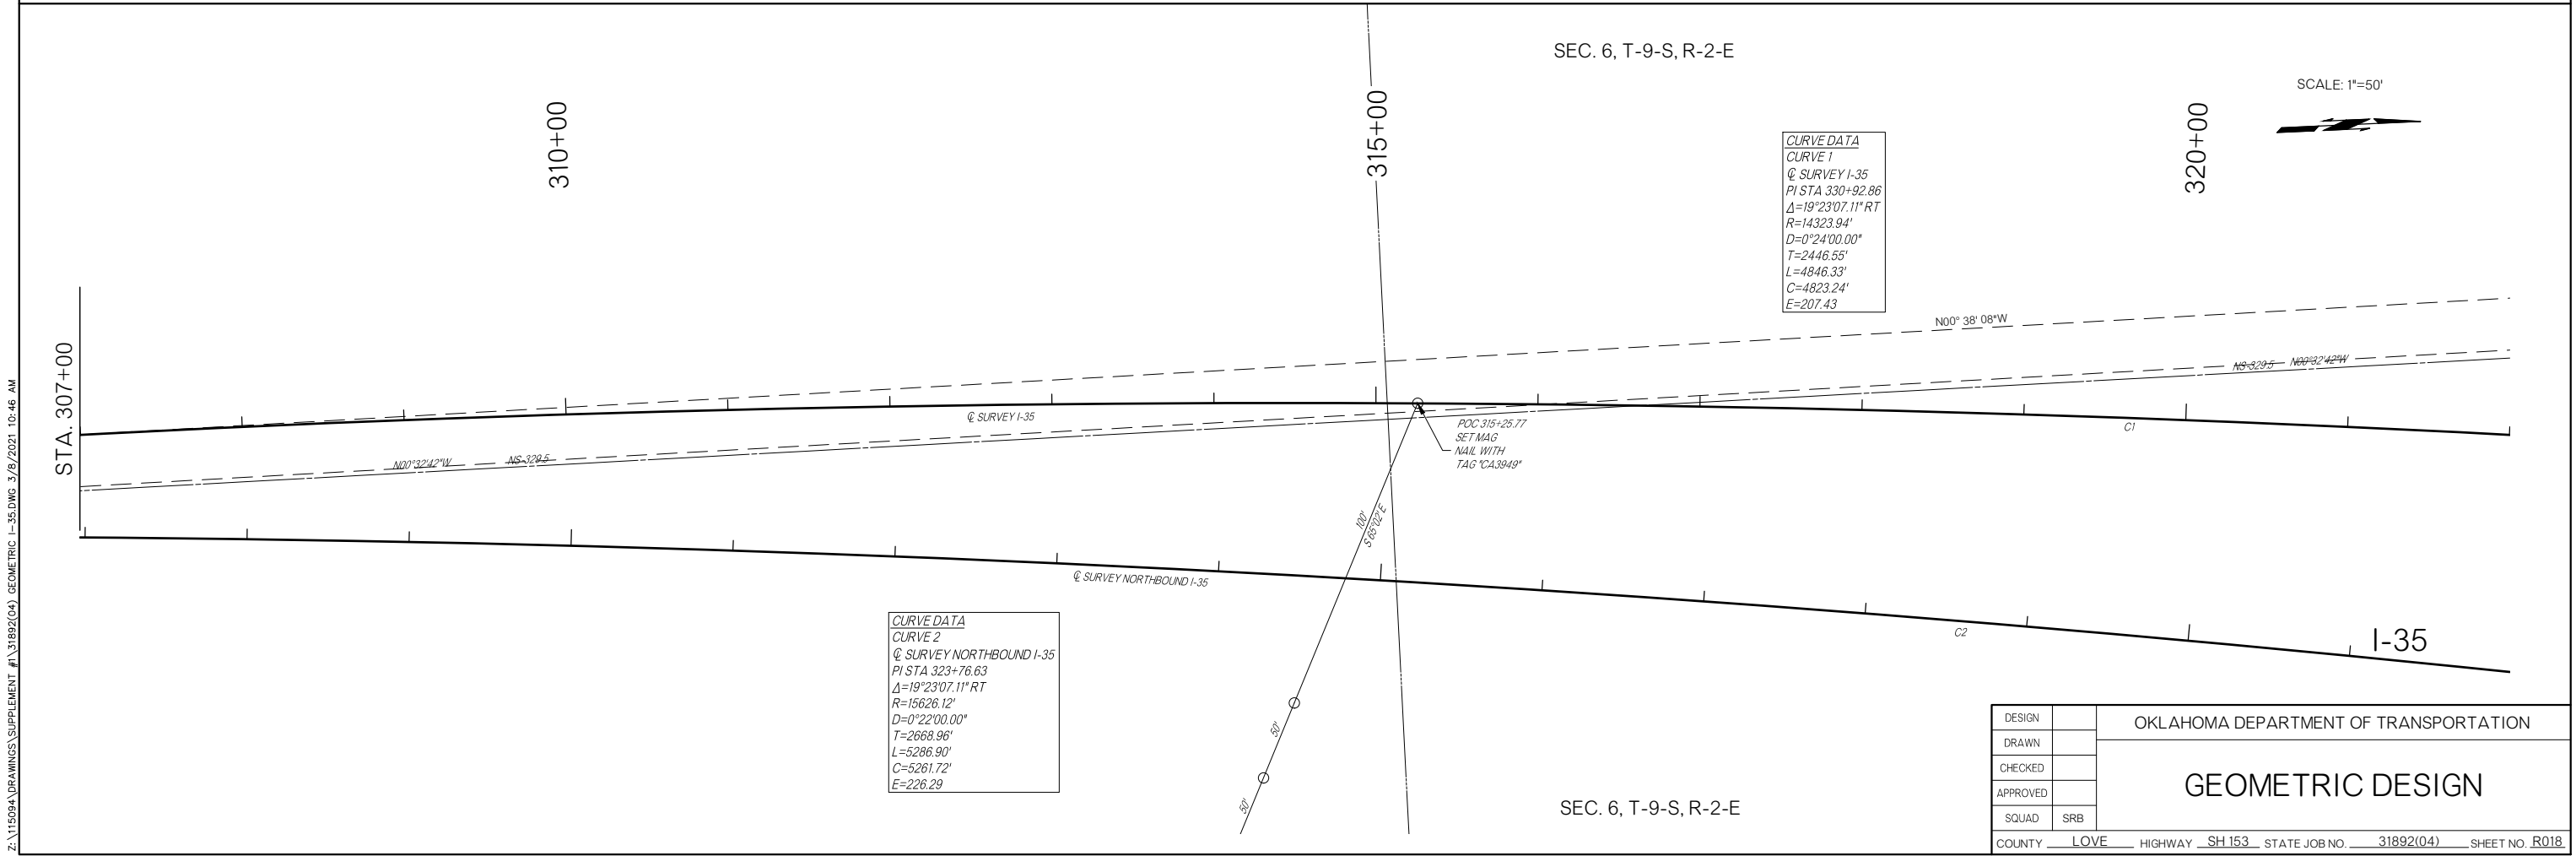 SEC. 6, T-9-S, R-2-E
SCALE: 1"=50'
310+00
315+00
320+00
CURVE DATA
CURVE 1
℄ SURVEY I-35
PI STA 330+92.86
Δ=19°23'07.11" RT
R=14323.94'
D=0°24'00.00"
T=2446.55'
L=4846.33'
C=4823.24'
E=207.43
N00° 38' 08"W
STA. 307+00
NS-329.5 N00°32'42"W
℄ SURVEY I-35
POC 315+25.77
SET MAG
NAIL WITH
TAG "CA3949"
C1
N00°32'42"W NS-329.5
100'
S 65°02' E
℄ SURVEY NORTHBOUND I-35
CURVE DATA
CURVE 2
℄ SURVEY NORTHBOUND I-35
PI STA 323+76.63
Δ=19°23'07.11" RT
R=15626.12'
D=0°22'00.00"
T=2668.96'
L=5286.90'
C=5261.72'
E=226.29
C2
I-35
50'
50'
SEC. 6, T-9-S, R-2-E
DESIGN
DRAWN
CHECKED
APPROVED
SQUAD SRB
OKLAHOMA DEPARTMENT OF TRANSPORTATION
GEOMETRIC DESIGN
COUNTY LOVE HIGHWAY SH 153 STATE JOB NO. 31892(04) SHEET NO. R018
Z:\115094\DRAWINGS\SUPPLEMENT #1\31892(04) GEOMETRIC I-35.DWG 3/8/2021 10:46 AM